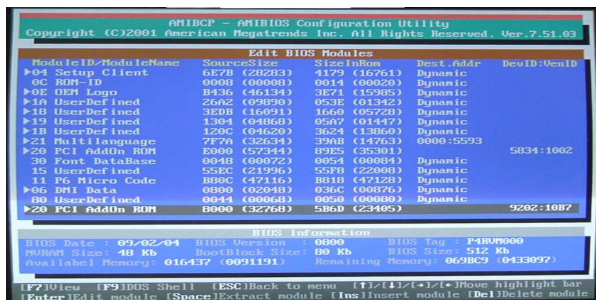 AMIBCP - AMIBIOS Configuration Utility
Copyright (C)2001 American Megatrends Inc. All Rights Reserved. Ver.7.51.03
Edit BIOS Modules
ModuleID/ModuleName SourceSize SizeInRom Dest.Addr DevID:VenID
▶04 Setup Client 6E7B (28283) 4179 (16761) Dynamic
0C ROM-ID 0008 (00008) 0014 (00020) Dynamic
▶0E OEM Logo B436 (46134) 3E71 (15985) Dynamic
▶1A UserDefined 26A2 (09890) 053E (01342) Dynamic
▶18 UserDefined 3EDB (16091) 1660 (05728) Dynamic
▶19 UserDefined 1304 (04868) 05A7 (01447) Dynamic
▶1B UserDefined 120C (04620) 3624 (13860) Dynamic
▶21 Multilanguage 7F7A (32634) 39AB (14763) 0000:5593
▶20 PCI AddOn ROM E000 (57344) 89E5 (35301) 5834:1002
30 Font DataBase 0048 (00072) 0054 (00084) Dynamic
15 UserDefined 55EC (21996) 55F8 (22008) Dynamic
11 P6 Micro Code B80C (47116) B818 (47128) Dynamic
▶06 DMI Data 0800 (02048) 036C (00876) Dynamic
80 UserDefined 0044 (00068) 0050 (00080) Dynamic
▶20 PCI AddOn ROM 8000 (32768) 5B6D (23405) 9202:10B7
BIOS Information
BIOS Date : 09/02/04 BIOS Version : 0800 BIOS Tag : P4RVM000
NVRAM Size: 48 Kb BootBlock Size: 80 Kb BIOS Size: 512 Kb
Availabel Memory: 016437 (0091191) Remaining Memory: 069BC9 (0433097)
[F7]View [F9]DOS Shell [ESC]Back to menu [↑]/[↓]/[→]/[←]Move highlight bar
[Enter]Edit module [Space]Extract module [Ins]Insert module [Del]Delete module